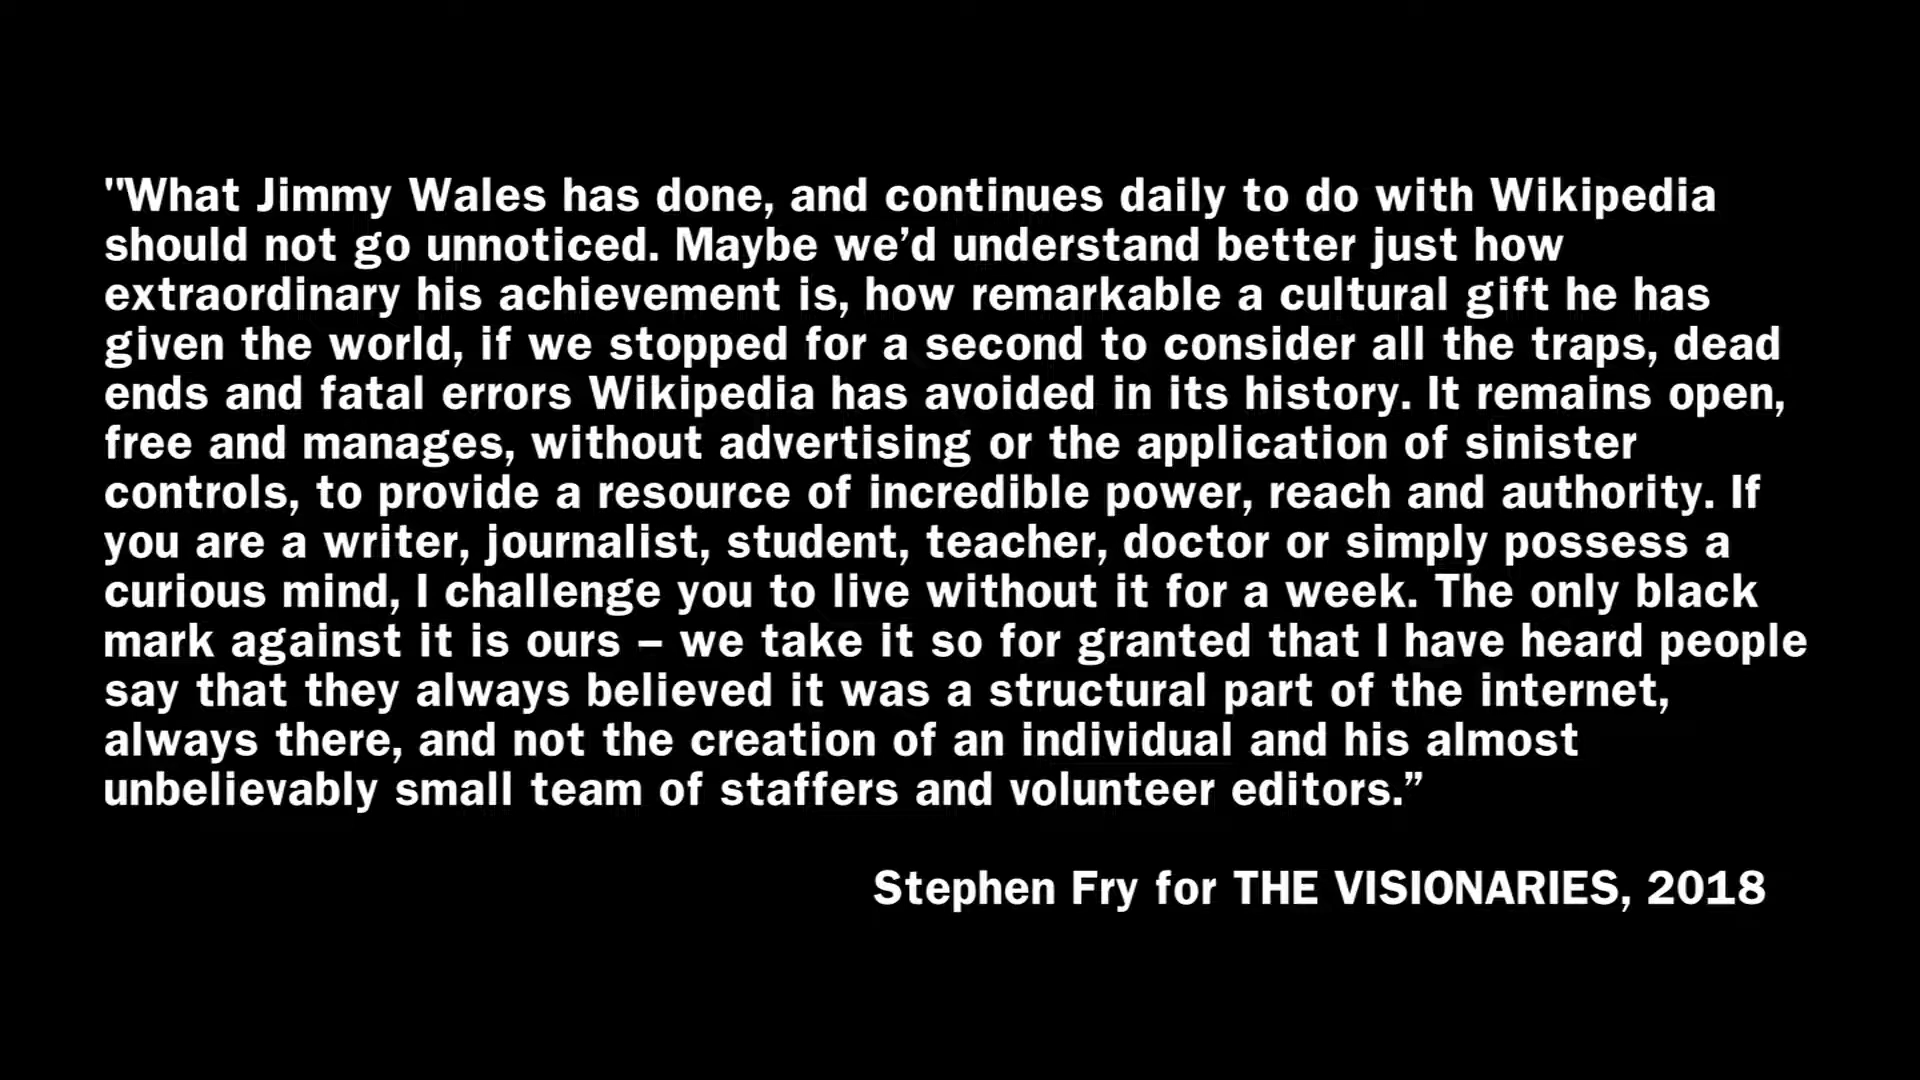 "What Jimmy Wales has done, and continues daily to do with Wikipedia
should not go unnoticed. Maybe we’d understand better just how
extraordinary his achievement is, how remarkable a cultural gift he has
given the world, if we stopped for a second to consider all the traps, dead
ends and fatal errors Wikipedia has avoided in its history. It remains open,
free and manages, without advertising or the application of sinister
controls, to provide a resource of incredible power, reach and authority. If
you are a writer, journalist, student, teacher, doctor or simply possess a
curious mind, I challenge you to live without it for a week. The only black
mark against it is ours – we take it so for granted that I have heard people
say that they always believed it was a structural part of the internet,
always there, and not the creation of an individual and his almost
unbelievably small team of staffers and volunteer editors.”
Stephen Fry for THE VISIONARIES, 2018